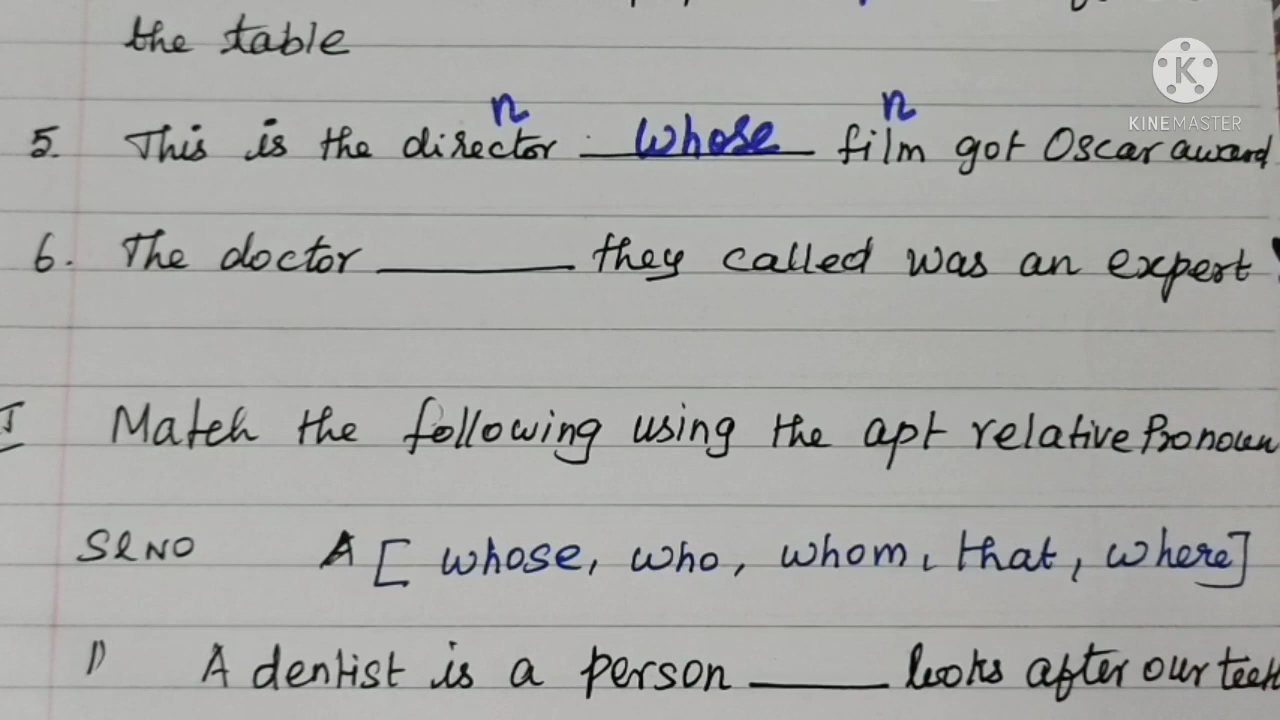 the table
n n
5. This is the director whose film got Oscar award
6. The doctor ______ they called was an expert
Match the following using the apt relative Pronoun
Sl NO A [ whose, who, whom, that, where]
1) A dentist is a person _____ looks after our teeth
K
KINEMASTER